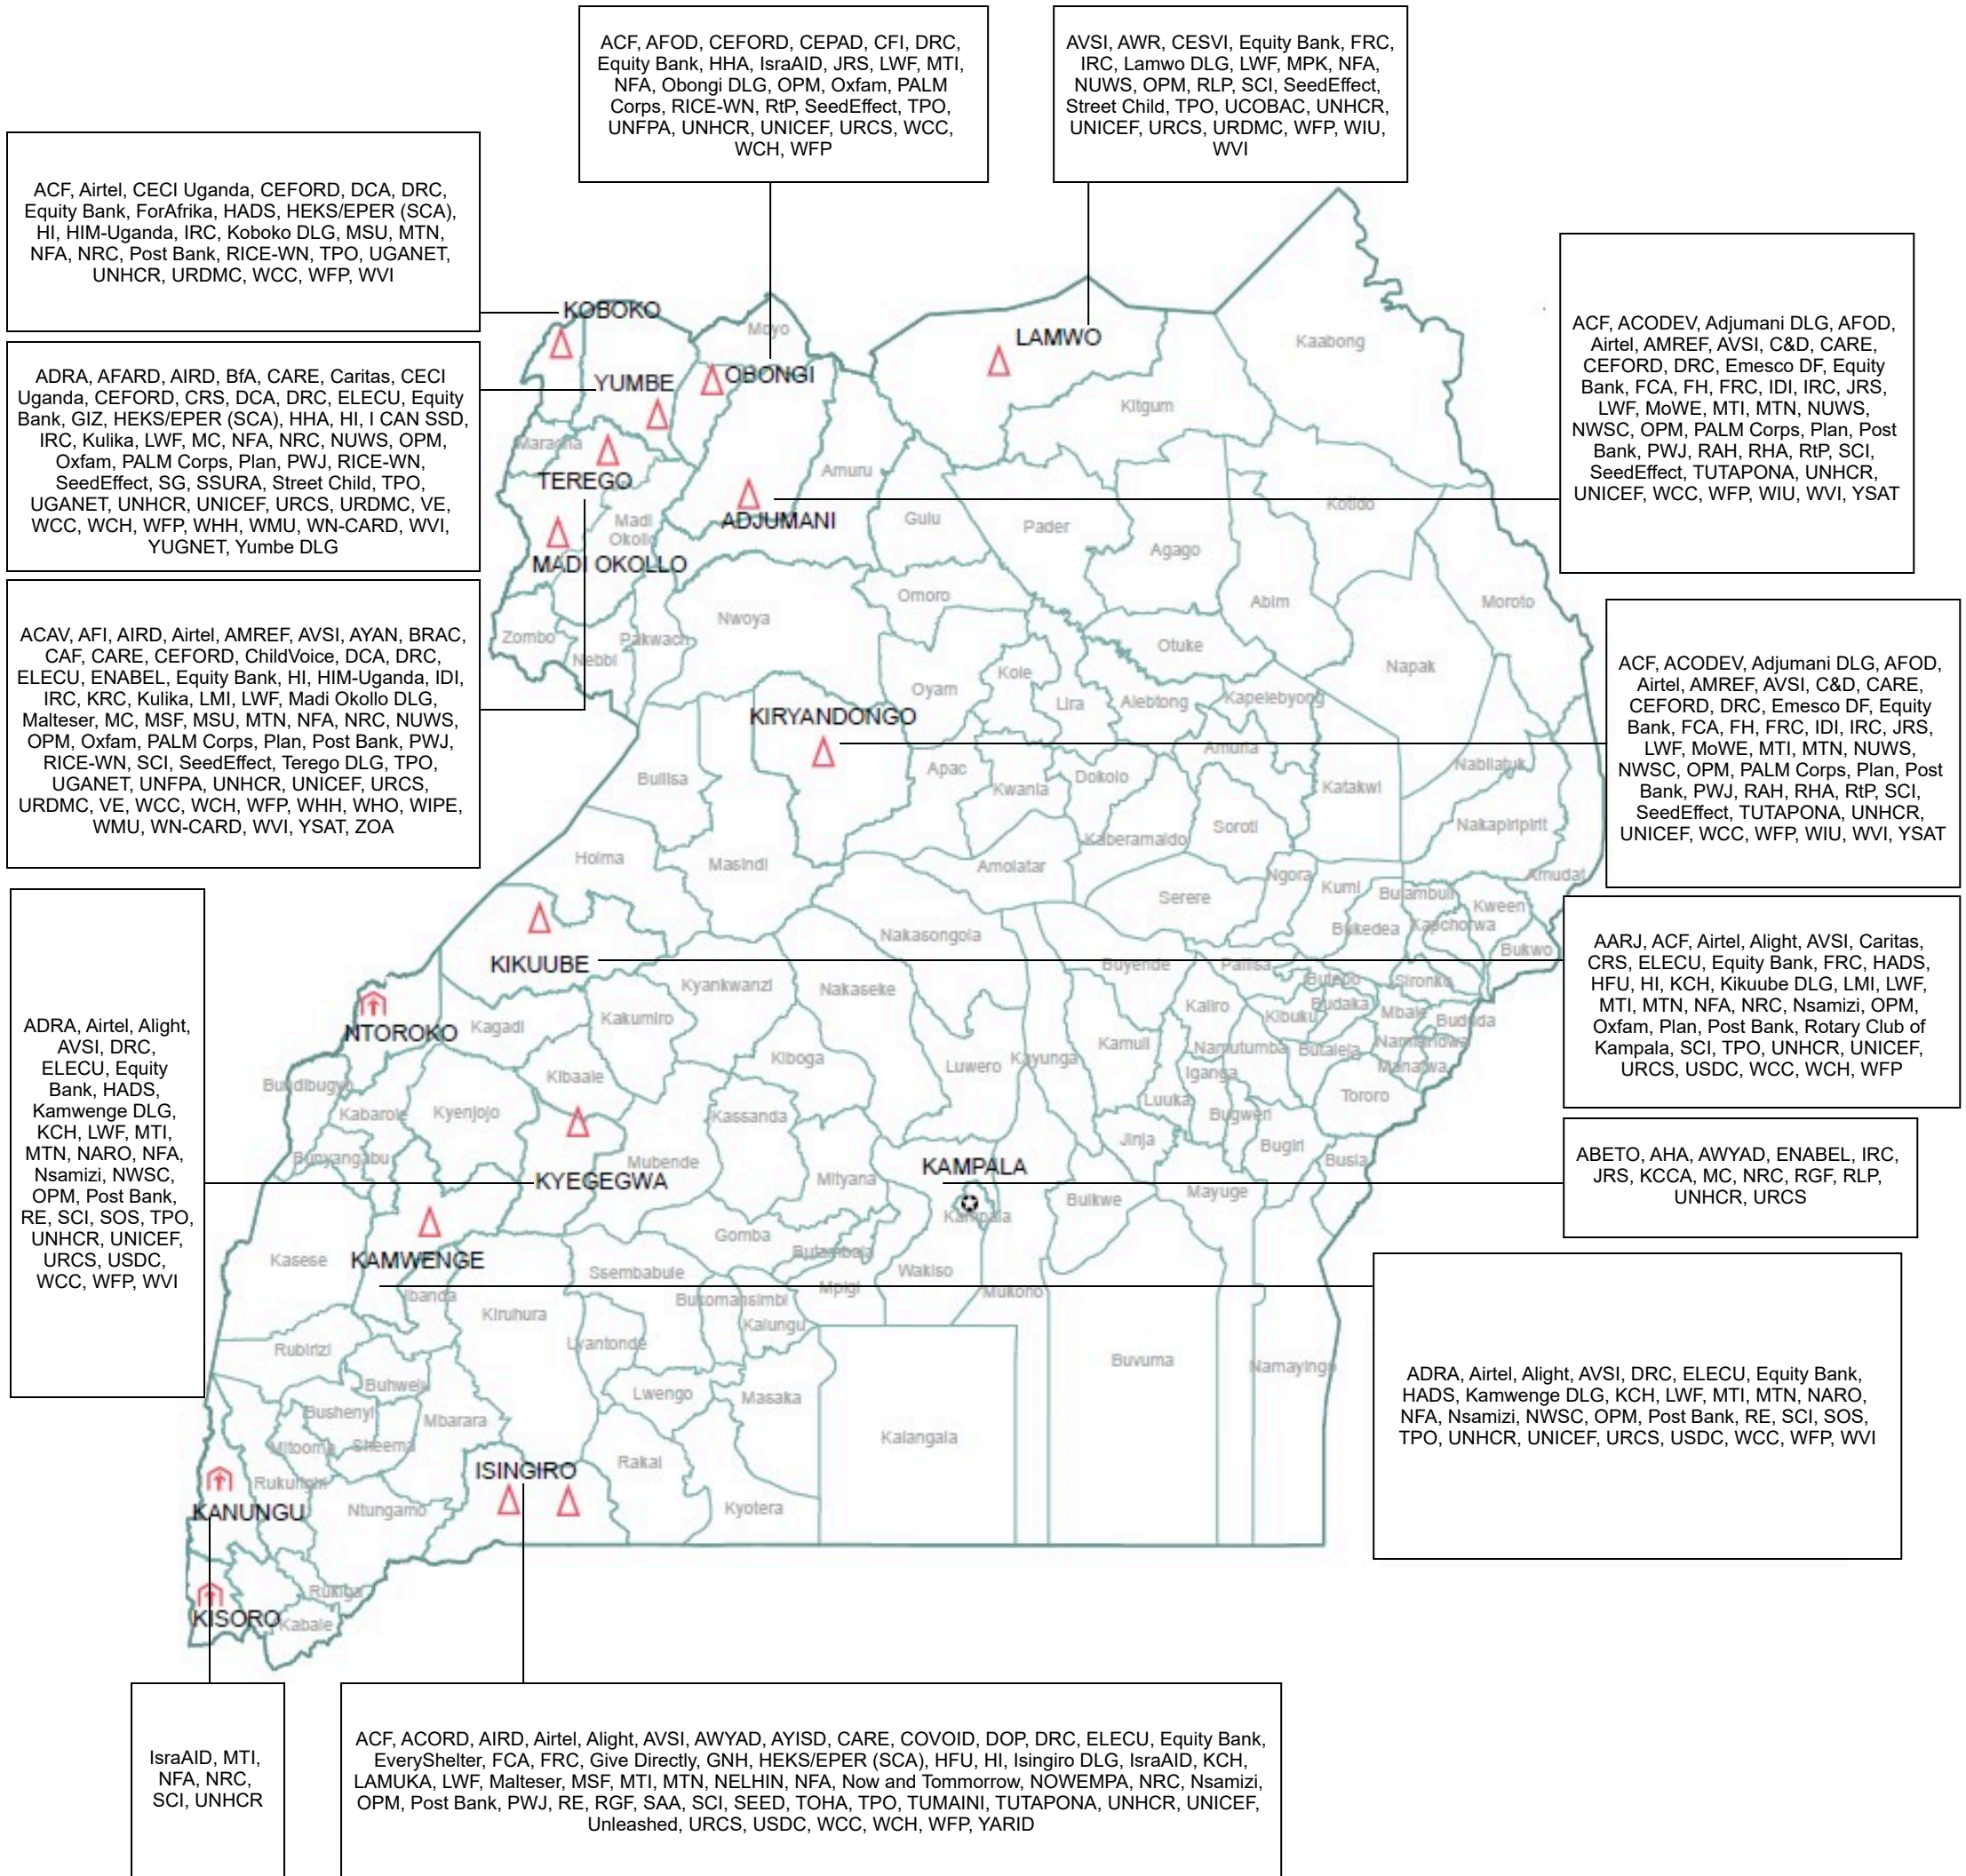 ACF, AFOD, CEFORD, CEPAD, CFI, DRC,
Equity Bank, HHA, IsraAID, JRS, LWF, MTI,
NFA, Obongi DLG, OPM, Oxfam, PALM
Corps, RICE-WN, RtP, SeedEffect, TPO,
UNFPA, UNHCR, UNICEF, URCS, WCC,
WCH, WFP
AVSI, AWR, CESVI, Equity Bank, FRC,
IRC, Lamwo DLG, LWF, MPK, NFA,
NUWS, OPM, RLP, SCI, SeedEffect,
Street Child, TPO, UCOBAC, UNHCR,
UNICEF, URCS, URDMC, WFP, WIU,
WVI
ACF, Airtel, CECI Uganda, CEFORD, DCA, DRC,
Equity Bank, ForAfrika, HADS, HEKS/EPER (SCA),
HI, HIM-Uganda, IRC, Koboko DLG, MSU, MTN,
NFA, NRC, Post Bank, RICE-WN, TPO, UGANET,
UNHCR, URDMC, WCC, WFP, WVI
ADRA, AFARD, AIRD, BfA, CARE, Caritas, CECI
Uganda, CEFORD, CRS, DCA, DRC, ELECU, Equity
Bank, GIZ, HEKS/EPER (SCA), HHA, HI, I CAN SSD,
IRC, Kulika, LWF, MC, NFA, NRC, NUWS, OPM,
Oxfam, PALM Corps, Plan, PWJ, RICE-WN,
SeedEffect, SG, SSURA, Street Child, TPO,
UGANET, UNHCR, UNICEF, URCS, URDMC, VE,
WCC, WCH, WFP, WHH, WMU, WN-CARD, WVI,
YUGNET, Yumbe DLG
ACAV, AFI, AIRD, Airtel, AMREF, AVSI, AYAN, BRAC,
CAF, CARE, CEFORD, ChildVoice, DCA, DRC,
ELECU, ENABEL, Equity Bank, HI, HIM-Uganda, IDI,
IRC, KRC, Kulika, LMI, LWF, Madi Okollo DLG,
Malteser, MC, MSF, MSU, MTN, NFA, NRC, NUWS,
OPM, Oxfam, PALM Corps, Plan, Post Bank, PWJ,
RICE-WN, SCI, SeedEffect, Terego DLG, TPO,
UGANET, UNFPA, UNHCR, UNICEF, URCS,
URDMC, VE, WCC, WCH, WFP, WHH, WHO, WIPE,
WMU, WN-CARD, WVI, YSAT, ZOA
ADRA, Airtel, Alight,
AVSI, DRC,
ELECU, Equity
Bank, HADS,
Kamwenge DLG,
KCH, LWF, MTI,
MTN, NARO, NFA,
Nsamizi, NWSC,
OPM, Post Bank,
RE, SCI, SOS, TPO,
UNHCR, UNICEF,
URCS, USDC,
WCC, WFP, WVI
ACF, ACODEV, Adjumani DLG, AFOD,
Airtel, AMREF, AVSI, C&D, CARE,
CEFORD, DRC, Emesco DF, Equity
Bank, FCA, FH, FRC, IDI, IRC, JRS,
LWF, MoWE, MTI, MTN, NUWS,
NWSC, OPM, PALM Corps, Plan, Post
Bank, PWJ, RAH, RHA, RtP, SCI,
SeedEffect, TUTAPONA, UNHCR,
UNICEF, WCC, WFP, WIU, WVI, YSAT
ACF, ACODEV, Adjumani DLG, AFOD,
Airtel, AMREF, AVSI, C&D, CARE,
CEFORD, DRC, Emesco DF, Equity
Bank, FCA, FH, FRC, IDI, IRC, JRS,
LWF, MoWE, MTI, MTN, NUWS,
NWSC, OPM, PALM Corps, Plan, Post
Bank, PWJ, RAH, RHA, RtP, SCI,
SeedEffect, TUTAPONA, UNHCR,
UNICEF, WCC, WFP, WIU, WVI, YSAT
AARJ, ACF, Airtel, Alight, AVSI, Caritas,
CRS, ELECU, Equity Bank, FRC, HADS,
HFU, HI, KCH, Kikuube DLG, LMI, LWF,
MTI, MTN, NFA, NRC, Nsamizi, OPM,
Oxfam, Plan, Post Bank, Rotary Club of
Kampala, SCI, TPO, UNHCR, UNICEF,
URCS, USDC, WCC, WCH, WFP
ABETO, AHA, AWYAD, ENABEL, IRC,
JRS, KCCA, MC, NRC, RGF, RLP,
UNHCR, URCS
ADRA, Airtel, Alight, AVSI, DRC, ELECU, Equity Bank,
HADS, Kamwenge DLG, KCH, LWF, MTI, MTN, NARO,
NFA, Nsamizi, NWSC, OPM, Post Bank, RE, SCI, SOS,
TPO, UNHCR, UNICEF, URCS, USDC, WCC, WFP, WVI
IsraAID, MTI,
NFA, NRC,
SCI, UNHCR
ACF, ACORD, AIRD, Airtel, Alight, AVSI, AWYAD, AYISD, CARE, COVOID, DOP, DRC, ELECU, Equity Bank,
EveryShelter, FCA, FRC, Give Directly, GNH, HEKS/EPER (SCA), HFU, HI, Isingiro DLG, IsraAID, KCH,
LAMUKA, LWF, Malteser, MSF, MTI, MTN, NELHIN, NFA, Now and Tommorrow, NOWEMPA, NRC, Nsamizi,
OPM, Post Bank, PWJ, RE, RGF, SAA, SCI, SEED, TOHA, TPO, TUMAINI, TUTAPONA, UNHCR, UNICEF,
Unleashed, URCS, USDC, WCC, WCH, WFP, YARID
KOBOKO
Moyo
LAMWO
Kaabong
YUMBE
OBONGI
Kitgum
Maracha
TEREGO
Amuru
ADJUMANI
Madi
Okollo
Gulu
Pader
Kotido
Agago
MADI OKOLLO
Omoro
Abim
Moroto
Zombo
Pakwach
Nwoya
Nebbi
Otuke
Napak
Kole
Oyam
Lira
Alebtong
Kapelebyong
KIRYANDONGO
Amuria
Buliisa
Apac
Kwania
Dokolo
Katakwi
Nabilatuk
Kaberamaido
Soroti
Nakapiripirit
Hoima
Masindi
Amolatar
Serere
Ngora
Kumi
Bulambuli
Amudat
Kween
Bukedea
Kapchorwa
Bukwo
Nakasongola
KIKUUBE
Buyende
Pallisa
Butebo
Sironko
Kyankwanzi
Nakaseke
NTOROKO
Kagadi
Kakumiro
Kaliro
Kibuku
Budaka
Mbale
Bududa
Kiboga
Luwero
Kayunga
Kamuli
Namutumba
Butaleja
Namisindwa
Manafwa
Iganga
Bundibugyo
Kibaale
Kabarole
Kyenjojo
Kassanda
Luuka
Bugweri
Tororo
Bunyangabu
Mubende
Jinja
Bugiri
Busia
KYEGEGWA
Mityana
KAMPALA
Kampala
Buikwe
Mayuge
Kasese
KAMWENGE
Gomba
Butambala
Ssembabule
Wakiso
Mpigi
Mukono
Ibanda
Kiruhura
Bukomansimbi
Kalungu
Lyantonde
Rubirizi
Buhweju
Lwengo
Masaka
Buvuma
Namayingo
Bushenyi
Mbarara
Mitooma
Sheema
Kalangala
Rukungiri
ISINGIRO
Rakai
KANUNGU
Ntungamo
Kyotera
Rukiga
KISORO
Kabale